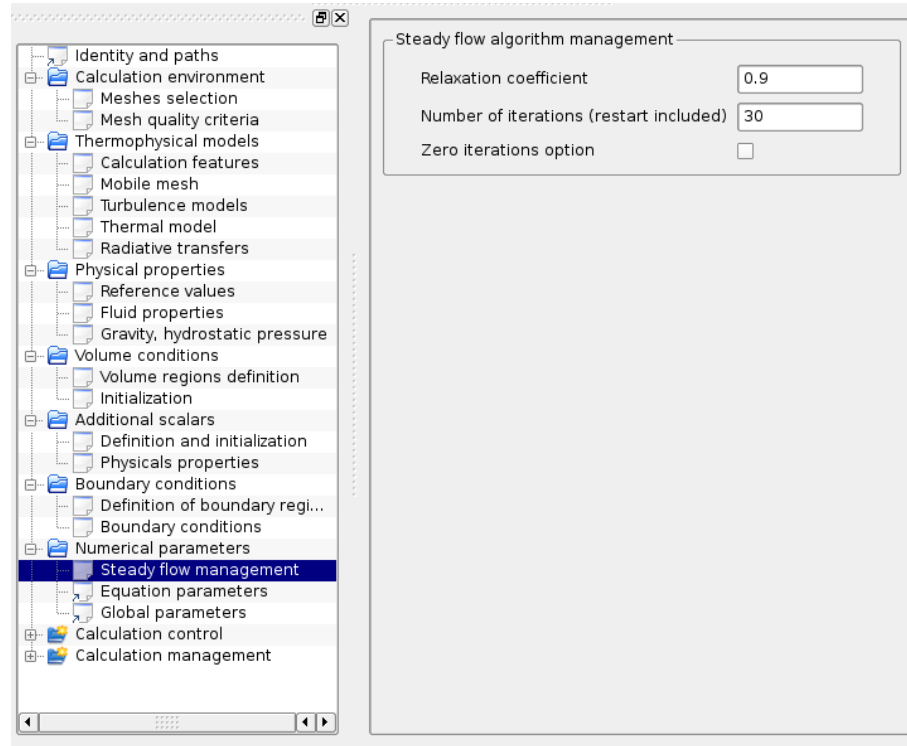 Identity and paths
Calculation environment
Meshes selection
Mesh quality criteria
Thermophysical models
Calculation features
Mobile mesh
Turbulence models
Thermal model
Radiative transfers
Physical properties
Reference values
Fluid properties
Gravity, hydrostatic pressure
Volume conditions
Volume regions definition
Initialization
Additional scalars
Definition and initialization
Physicals properties
Boundary conditions
Definition of boundary regi...
Boundary conditions
Numerical parameters
Steady flow management
Equation parameters
Global parameters
Calculation control
Calculation management
Steady flow algorithm management
Relaxation coefficient 0.9
Number of iterations (restart included) 30
Zero iterations option